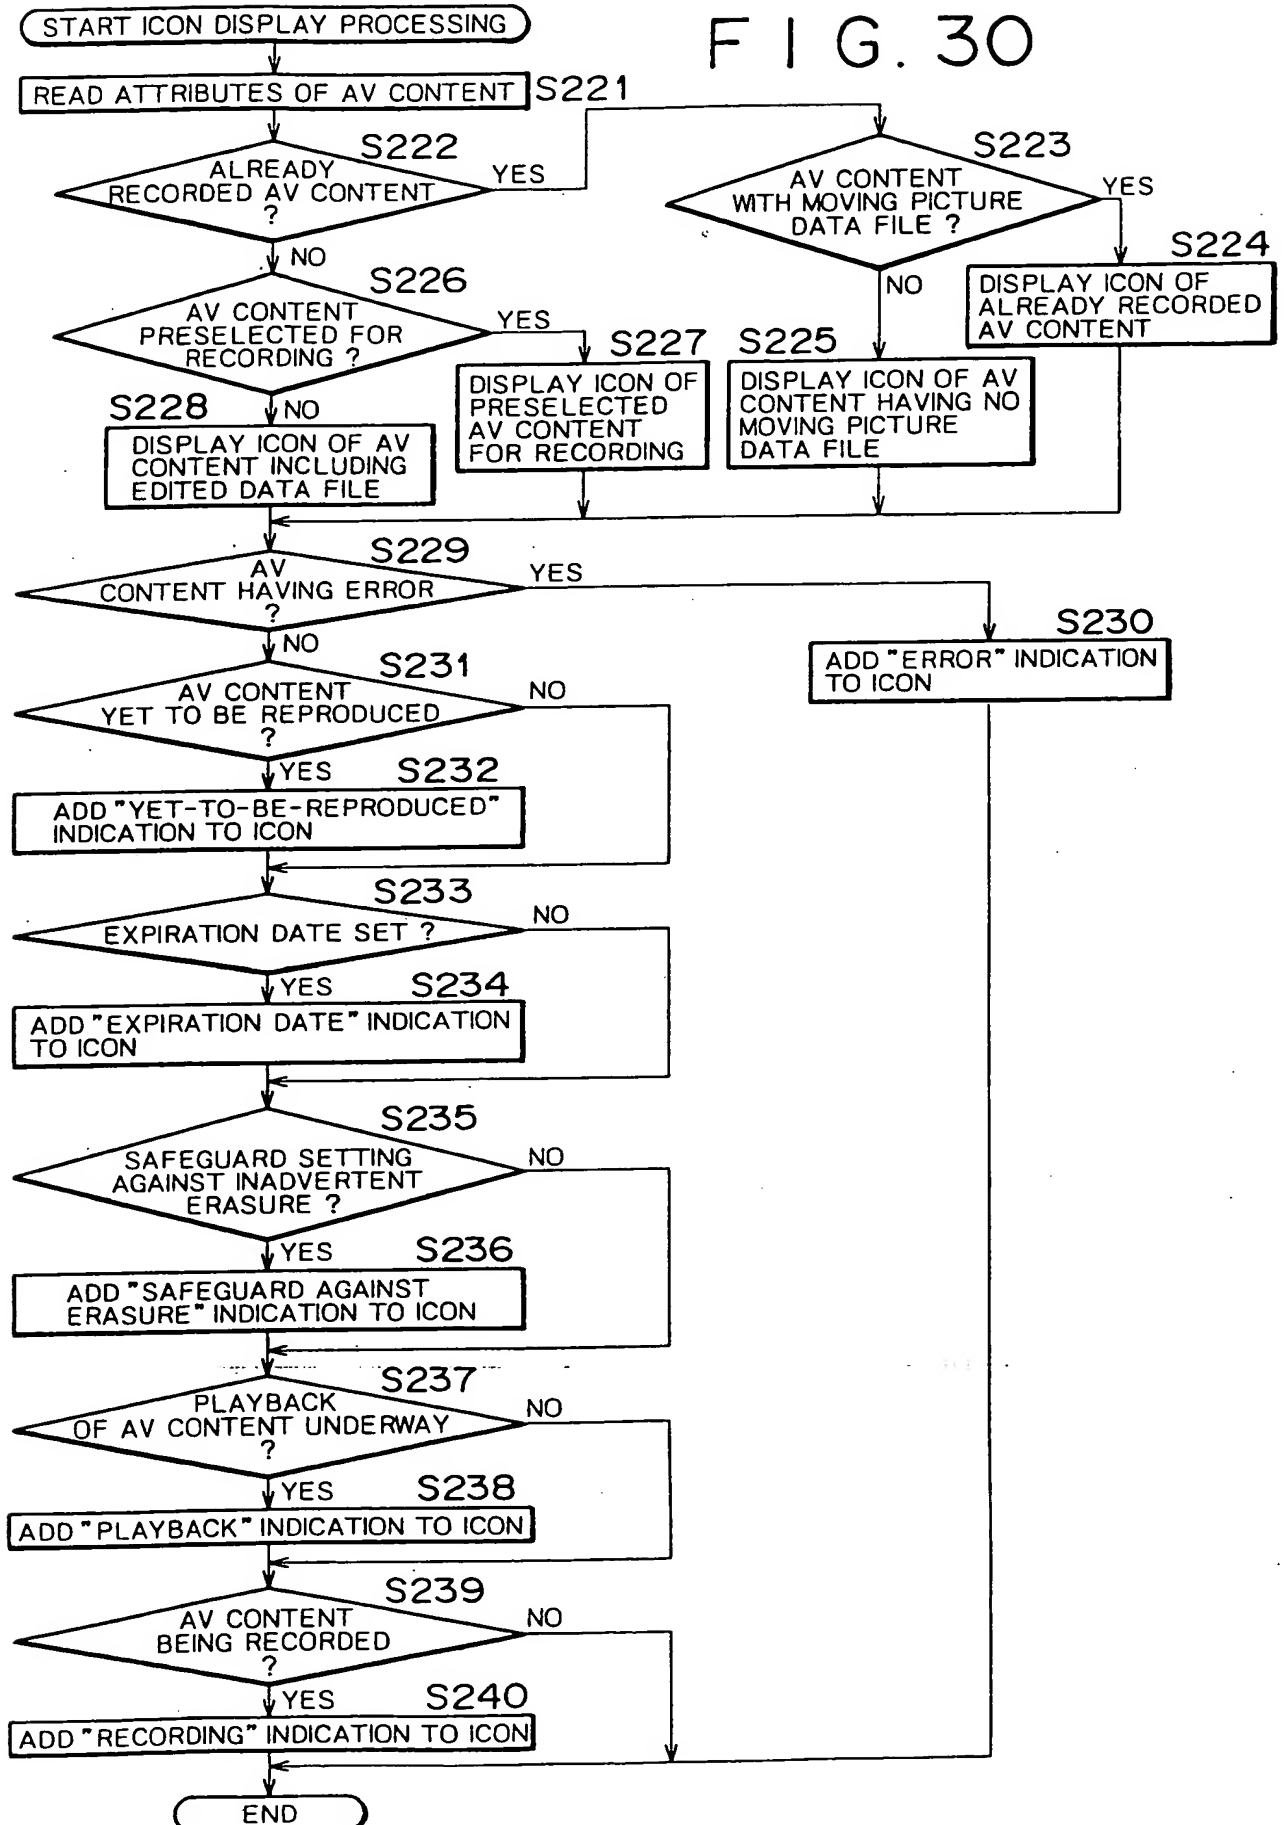 FIG. 30
START ICON DISPLAY PROCESSING
READ ATTRIBUTES OF AV CONTENT
S221
S222
ALREADY
RECORDED AV CONTENT
?
YES
NO
S223
AV CONTENT
WITH MOVING PICTURE
DATA FILE ?
YES
NO
S224
DISPLAY ICON OF
ALREADY RECORDED
AV CONTENT
S226
AV CONTENT
PRESELECTED FOR
RECORDING ?
YES
NO
S227
DISPLAY ICON OF
PRESELECTED
AV CONTENT
FOR RECORDING
S225
DISPLAY ICON OF AV
CONTENT HAVING NO
MOVING PICTURE
DATA FILE
S228
DISPLAY ICON OF AV
CONTENT INCLUDING
EDITED DATA FILE
S229
AV
CONTENT HAVING ERROR
?
YES
NO
S230
ADD "ERROR" INDICATION
TO ICON
S231
AV CONTENT
YET TO BE REPRODUCED
?
NO
YES
S232
ADD "YET-TO-BE-REPRODUCED"
INDICATION TO ICON
S233
EXPIRATION DATE SET ?
NO
YES
S234
ADD "EXPIRATION DATE" INDICATION
TO ICON
S235
SAFEGUARD SETTING
AGAINST INADVERTENT
ERASURE ?
NO
YES
S236
ADD "SAFEGUARD AGAINST
ERASURE" INDICATION TO ICON
S237
PLAYBACK
OF AV CONTENT UNDERWAY
?
NO
YES
S238
ADD "PLAYBACK" INDICATION TO ICON
S239
AV CONTENT
BEING RECORDED
?
NO
YES
S240
ADD "RECORDING" INDICATION TO ICON
END